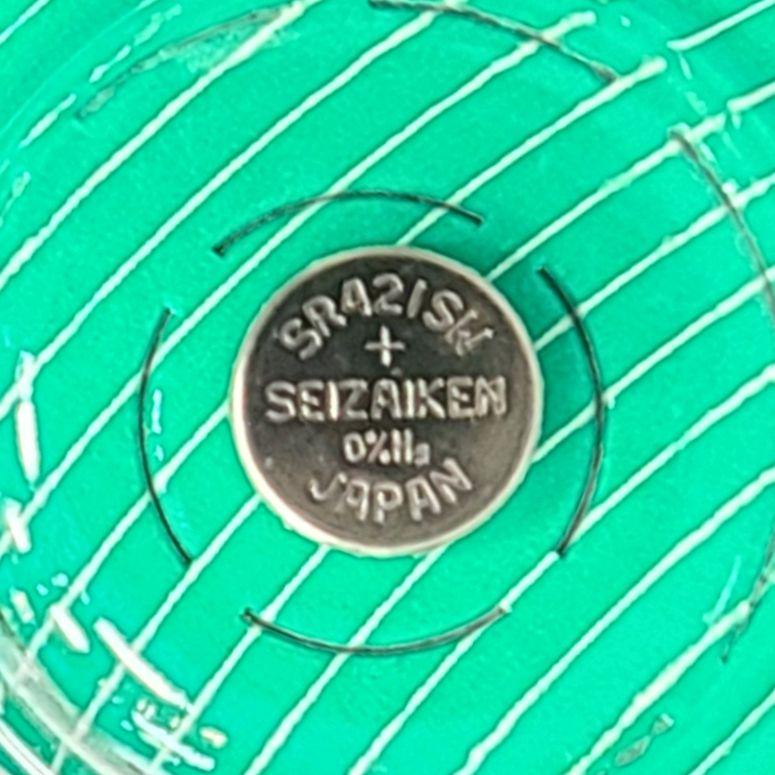 SR421SW
+
SEIZAIKEN
0%Hg
JAPAN